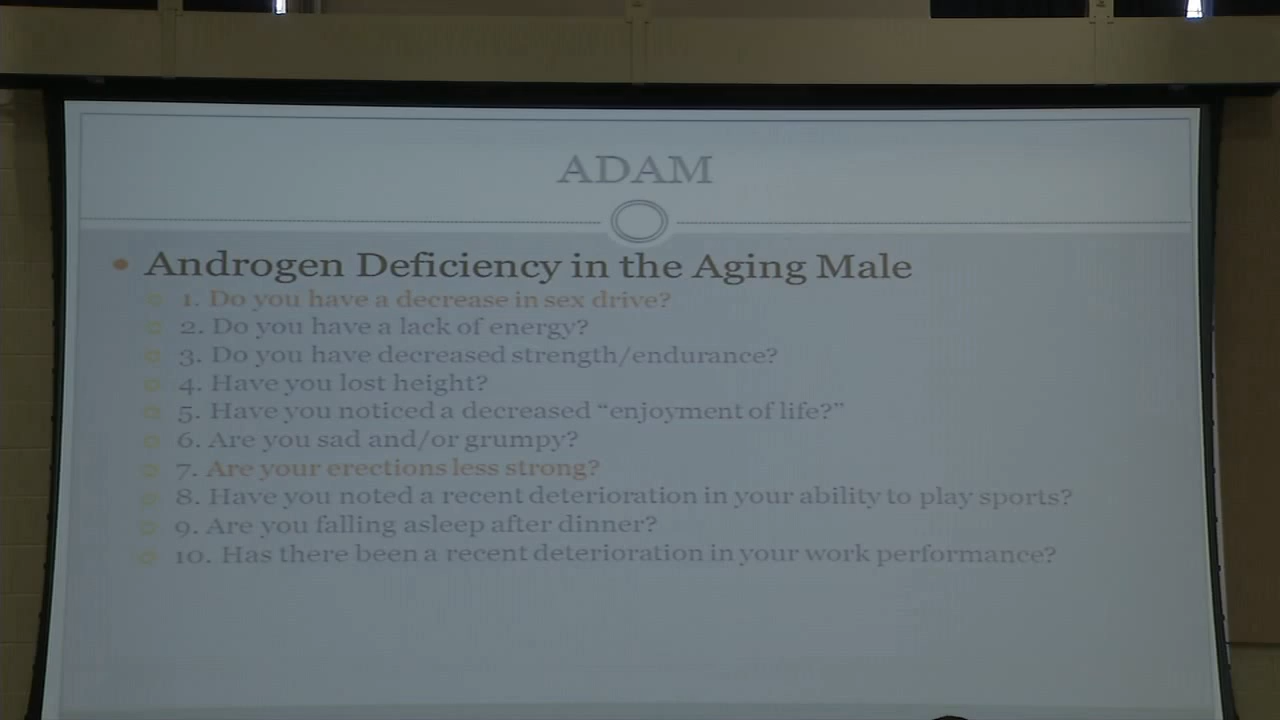 ADAM
• Androgen Deficiency in the Aging Male
1. Do you have a decrease in sex drive?
2. Do you have a lack of energy?
3. Do you have decreased strength/endurance?
4. Have you lost height?
5. Have you noticed a decreased “enjoyment of life?”
6. Are you sad and/or grumpy?
7. Are your erections less strong?
8. Have you noted a recent deterioration in your ability to play sports?
9. Are you falling asleep after dinner?
10. Has there been a recent deterioration in your work performance?